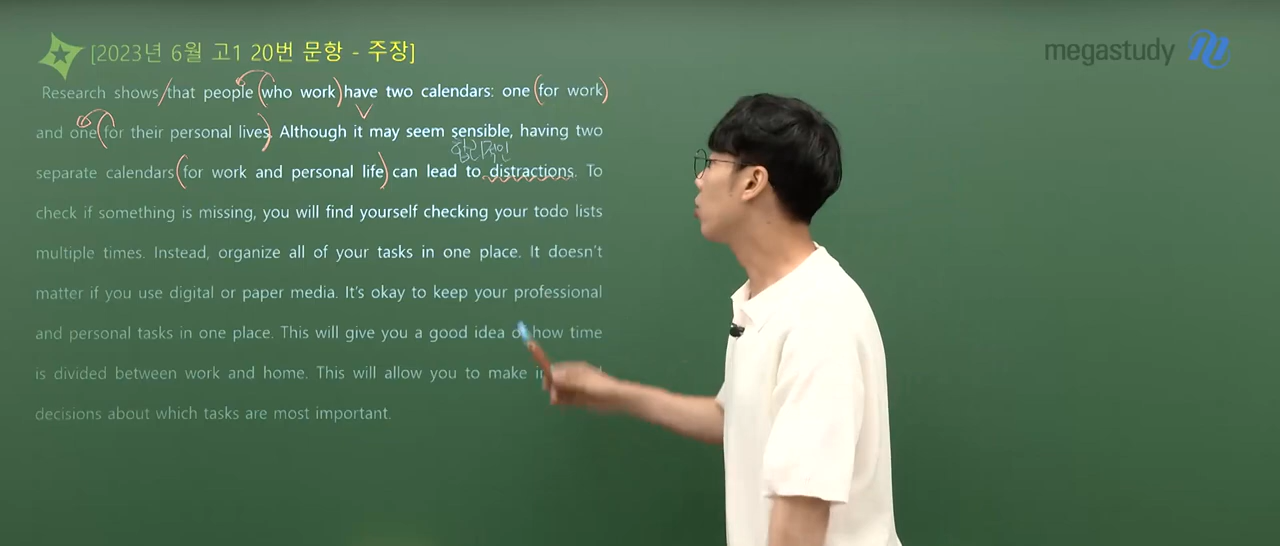 [2023년 6월 고1 20번 문항 - 주장]
megastudy
Research shows that people who work have two calendars: one for work
and one for their personal lives. Although it may seem sensible, having two
합리적인
separate calendars for work and personal life can lead to distractions. To
check if something is missing, you will find yourself checking your todo lists
multiple times. Instead, organize all of your tasks in one place. It doesn't
matter if you use digital or paper media. It's okay to keep your professional
and personal tasks in one place. This will give you a good idea of how time
is divided between work and home. This will allow you to make
decisions about which tasks are most important.